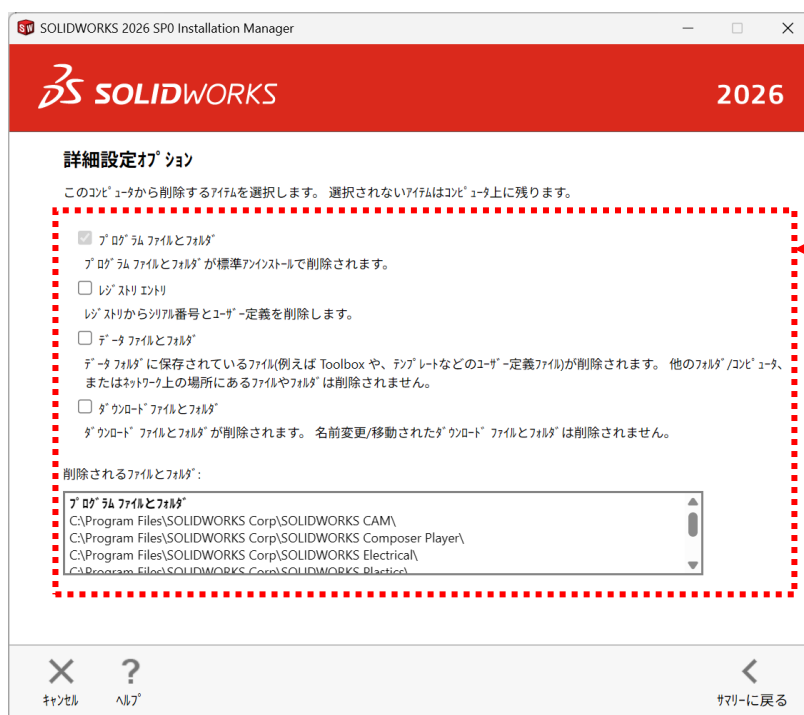 SW SOLIDWORKS 2026 SP0 Installation Manager
SOLIDWORKS
2026
詳細設定ｵﾌﾟｼｮﾝ
このｺﾝﾋﾟｭｰﾀから削除するｱｲﾃﾑを選択します。 選択されないｱｲﾃﾑはｺﾝﾋﾟｭｰﾀ上に残ります。
ﾌﾟﾛｸﾞﾗﾑ ﾌｧｲﾙとﾌｫﾙﾀﾞ
ﾌﾟﾛｸﾞﾗﾑ ﾌｧｲﾙとﾌｫﾙﾀﾞが標準ｱﾝｲﾝｽﾄｰﾙで削除されます。
ﾚｼﾞｽﾄﾘ ｴﾝﾄﾘ
ﾚｼﾞｽﾄﾘからｼﾘｱﾙ番号とﾕｰｻﾞｰ定義を削除します。
ﾃﾞｰﾀ ﾌｧｲﾙとﾌｫﾙﾀﾞ
ﾃﾞｰﾀ ﾌｫﾙﾀﾞに保存されているﾌｧｲﾙ(例えば Toolbox や、ﾃﾝﾌﾟﾚｰﾄなどのﾕｰｻﾞｰ定義ﾌｧｲﾙ)が削除されます。 他のﾌｫﾙﾀﾞ/ｺﾝﾋﾟｭｰﾀ、
またはﾈｯﾄﾜｰｸ上の場所にあるﾌｧｲﾙやﾌｫﾙﾀﾞは削除されません。
ﾀﾞｳﾝﾛｰﾄﾞ ﾌｧｲﾙとﾌｫﾙﾀﾞ
ﾀﾞｳﾝﾛｰﾄﾞ ﾌｧｲﾙとﾌｫﾙﾀﾞが削除されます。 名前変更/移動されたﾀﾞｳﾝﾛｰﾄﾞ ﾌｧｲﾙとﾌｫﾙﾀﾞは削除されません。
削除されるﾌｧｲﾙとﾌｫﾙﾀﾞ:
ﾌﾟﾛｸﾞﾗﾑ ﾌｧｲﾙとﾌｫﾙﾀﾞ
C:\Program Files\SOLIDWORKS Corp\SOLIDWORKS CAM\
C:\Program Files\SOLIDWORKS Corp\SOLIDWORKS Composer Player\
C:\Program Files\SOLIDWORKS Corp\SOLIDWORKS Electrical\
C:\Program Files\SOLIDWORKS Corp\SOLIDWORKS Plastics\
ｷｬﾝｾﾙ
ﾍﾙﾌﾟ
ｻﾏﾘｰに戻る